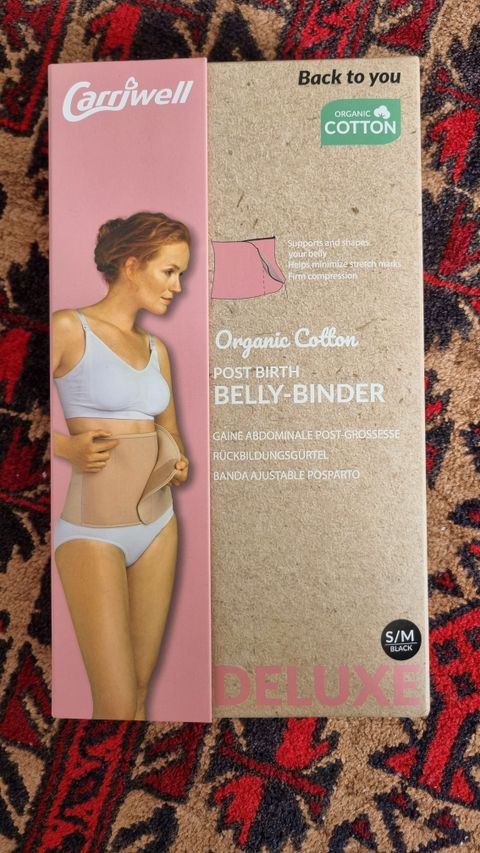 Carriwell
Back to you
ORGANIC
COTTON
Supports and shapes
your belly
Helps minimize stretch marks
Firm compression
Organic Cotton
POST BIRTH
BELLY-BINDER
GAINE ABDOMINALE POST-GROSSESSE
RÜCKBILDUNGSGÜRTEL
BANDA AJUSTABLE POSPARTO
S/M
BLACK
DELUXE